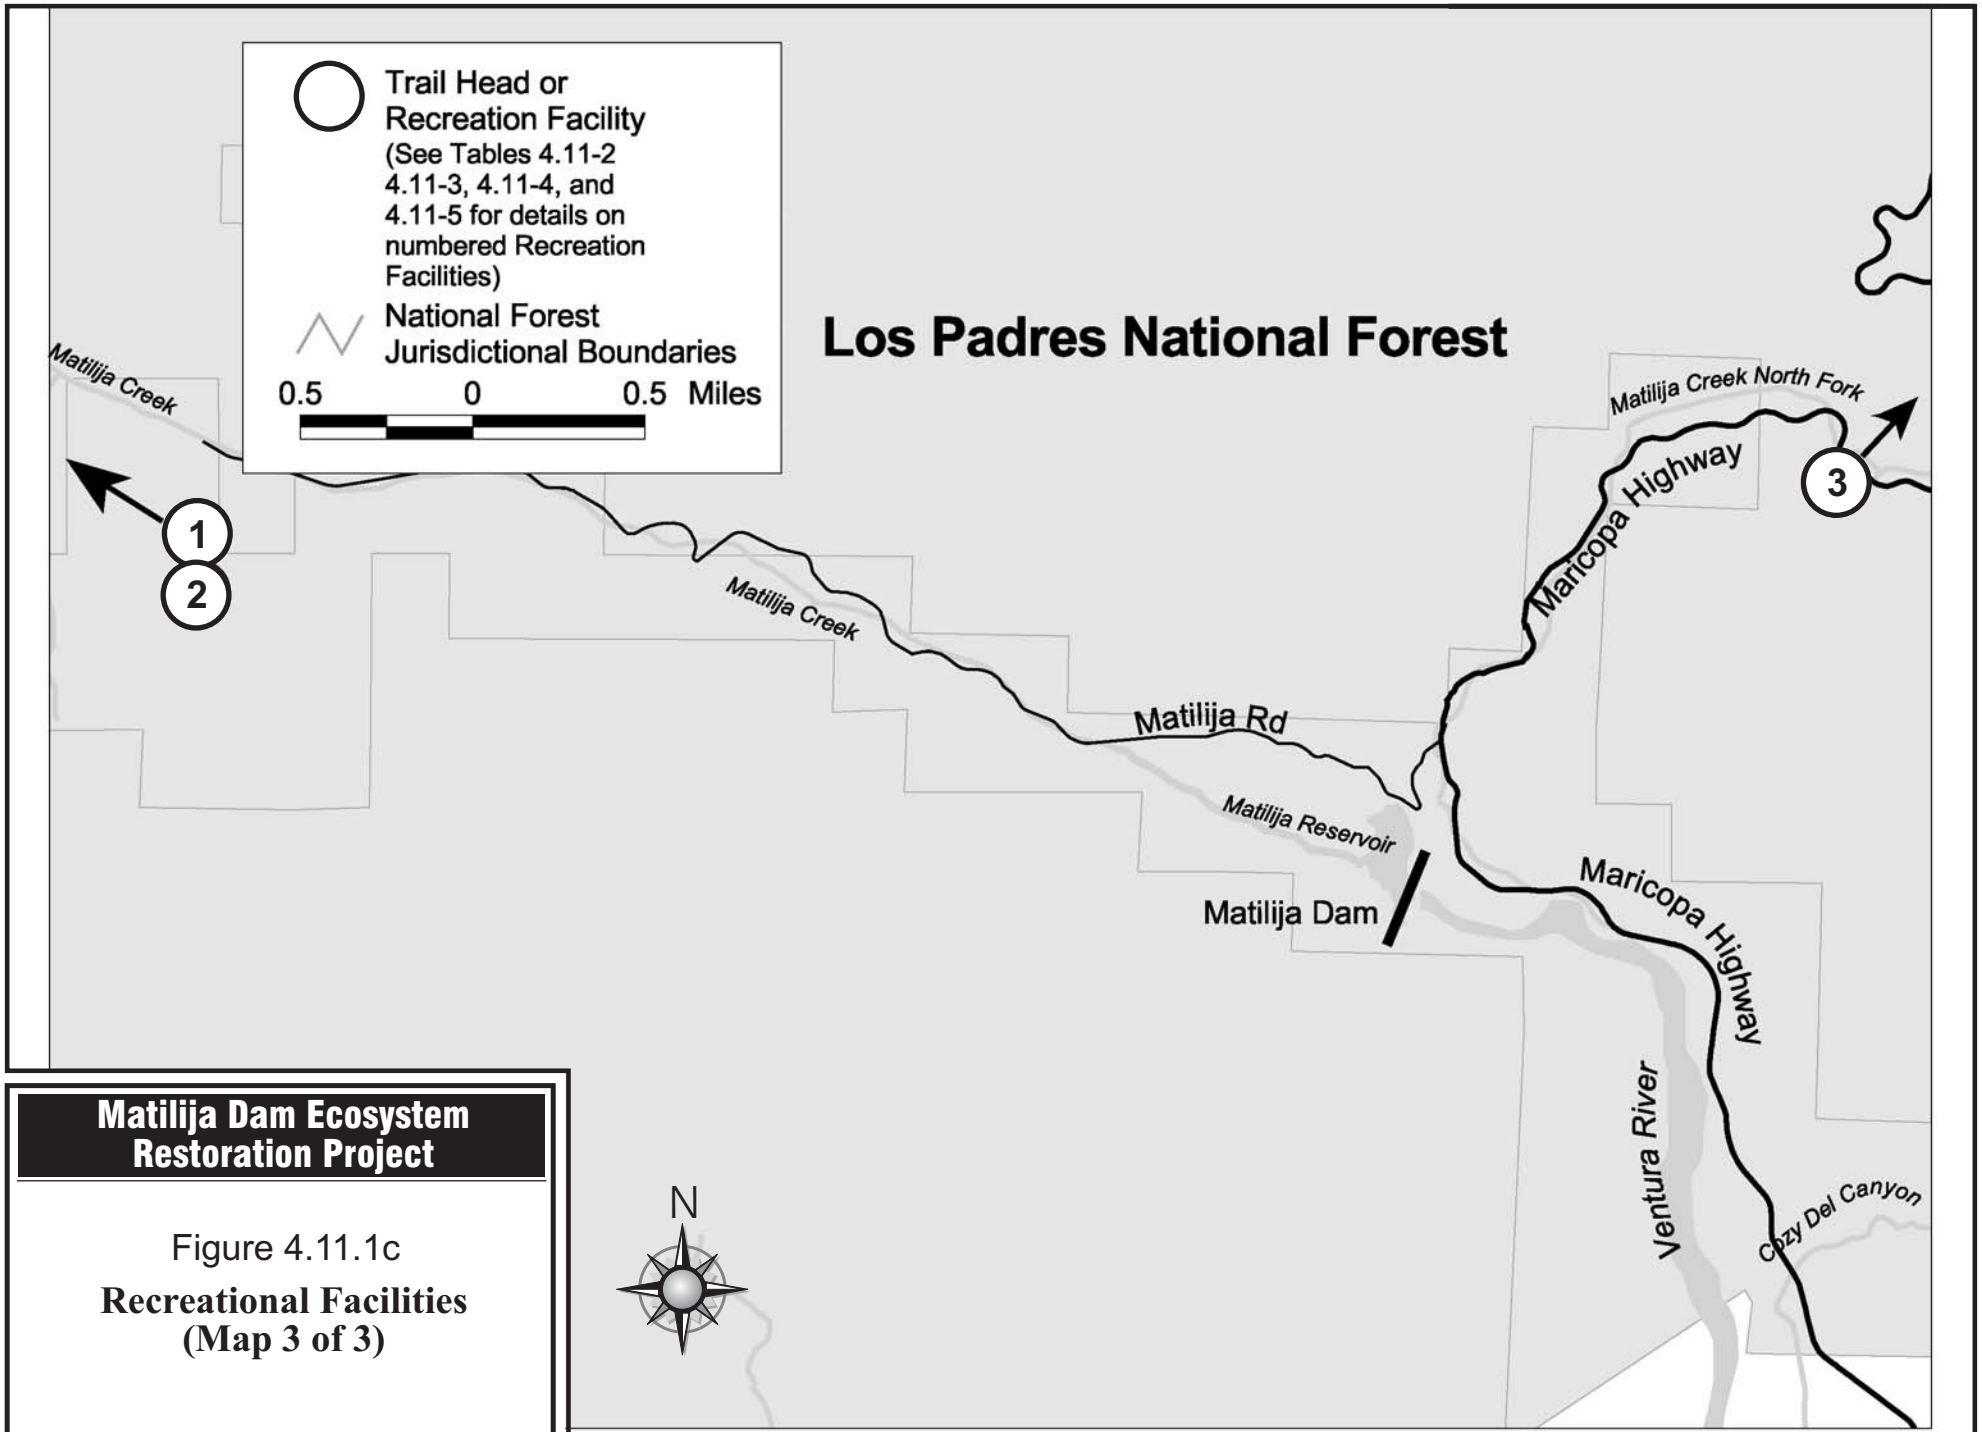 Trail Head or
Recreation Facility
(See Tables 4.11-2
4.11-3, 4.11-4, and
4.11-5 for details on
numbered Recreation
Facilities)
National Forest
Jurisdictional Boundaries
0.5 0 0.5 Miles
Los Padres National Forest
Matilija Creek
Matilija Creek North Fork
Maricopa Highway
3
1
2
Matilija Creek
Matilija Rd
Matilija Reservoir
Matilija Dam
Maricopa Highway
Ventura River
Cozy Del Canyon
N
Matilija Dam Ecosystem
Restoration Project
Figure 4.11.1c
Recreational Facilities
(Map 3 of 3)